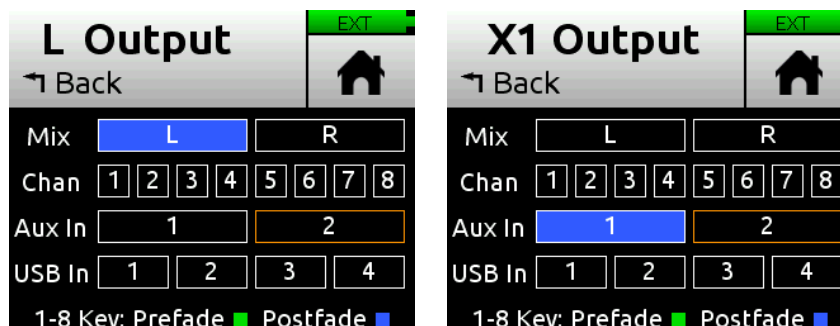 L Output
EXT
Back
Mix L R
Chan 1 2 3 4 5 6 7 8
Aux In 1 2
USB In 1 2 3 4
1-8 Key: Prefade Postfade
X1 Output
EXT
Back
Mix L R
Chan 1 2 3 4 5 6 7 8
Aux In 1 2
USB In 1 2 3 4
1-8 Key: Prefade Postfade